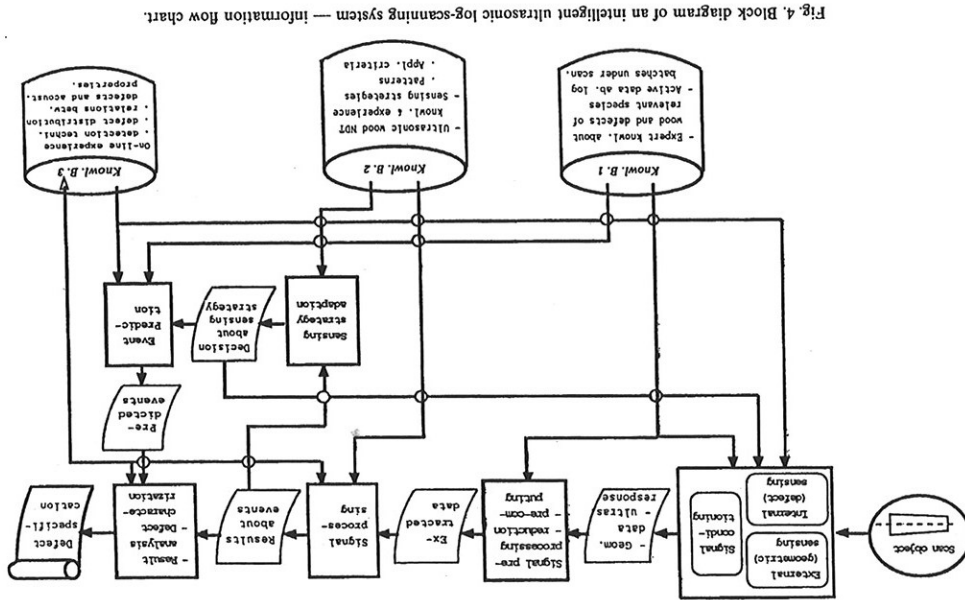 Scan object
External
(geometric)
sensing
Internal
(defect)
sensing
Signal
condi-
tioning
- Geom.
data
- ultras.
response
Signal pre-
processing
- reduction
- pre-com-
puting
Ex-
tracted
data
Signal
proces-
sing
Results
about
events
- Result
analysis
- Defect
characte-
rization
Defect
specifi-
cation
Pre-
dicted
events
Sensing
strategy
adaption
Decision
about
sensing
strategy
Event
Predic-
tion
Knowl. B. 1
- Expert knowl. about
wood and defects of
relevant species
- Active data ab. log
batches under scan.
Knowl. B. 2
- Ultrasonic wood NDT
knowl. & experience
- Sensing stretegies
. Patterns
. Appl. criteria
Knowl. B. 3
On-line experience
. detection techni.
. defect distribution
. relations betw.
defects and acoust.
properties.
Fig. 4. Block diagram of an intelligent ultrasonic log-scanning system — information flow chart.